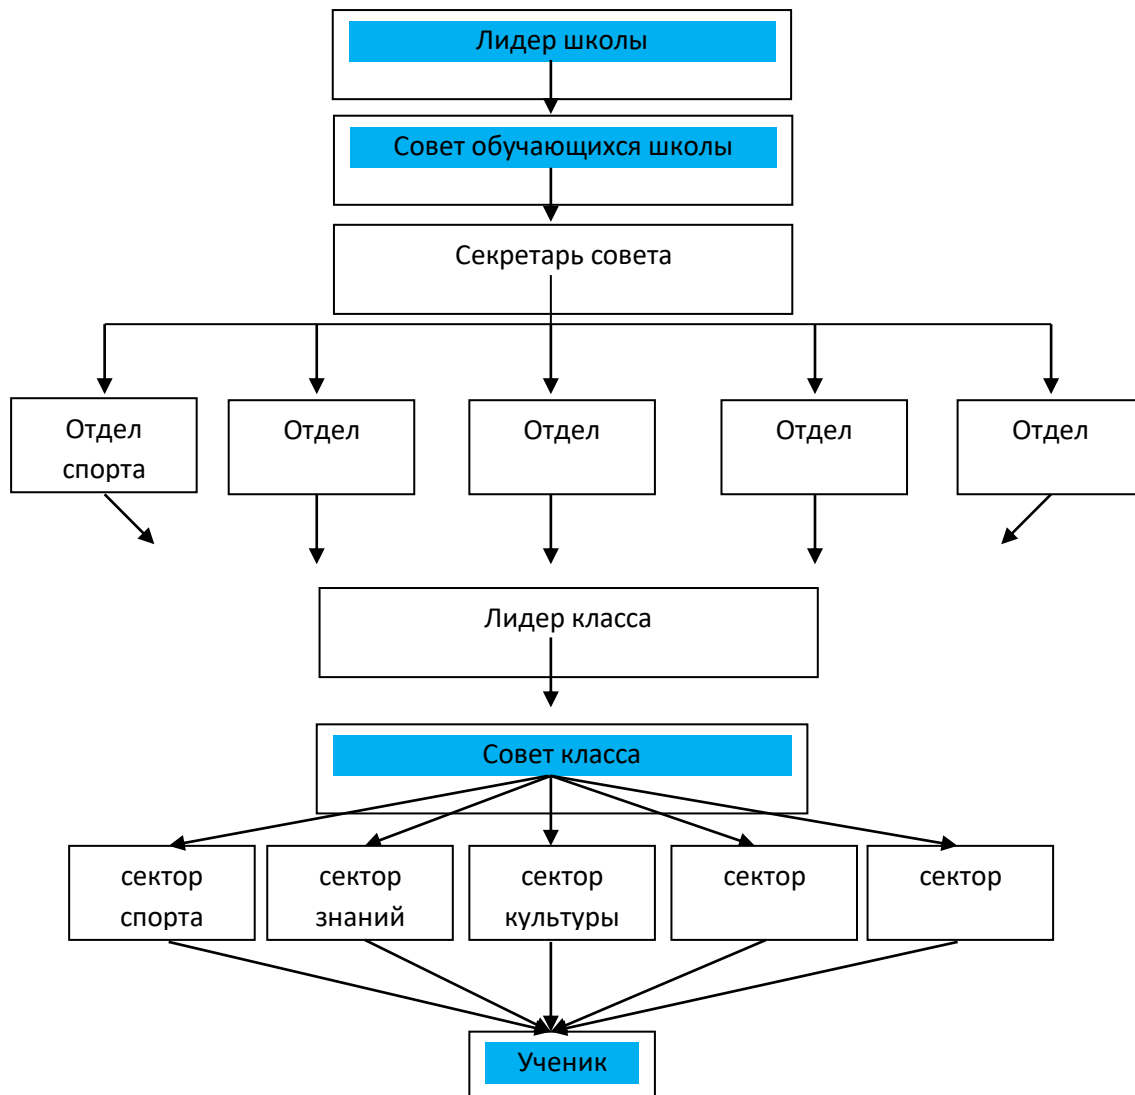 Лидер школы
Совет обучающихся школы
Секретарь совета
Отдел
спорта
Отдел
Отдел
Отдел
Отдел
Лидер класса
Совет класса
сектор
спорта
сектор
знаний
сектор
культуры
сектор
сектор
Ученик